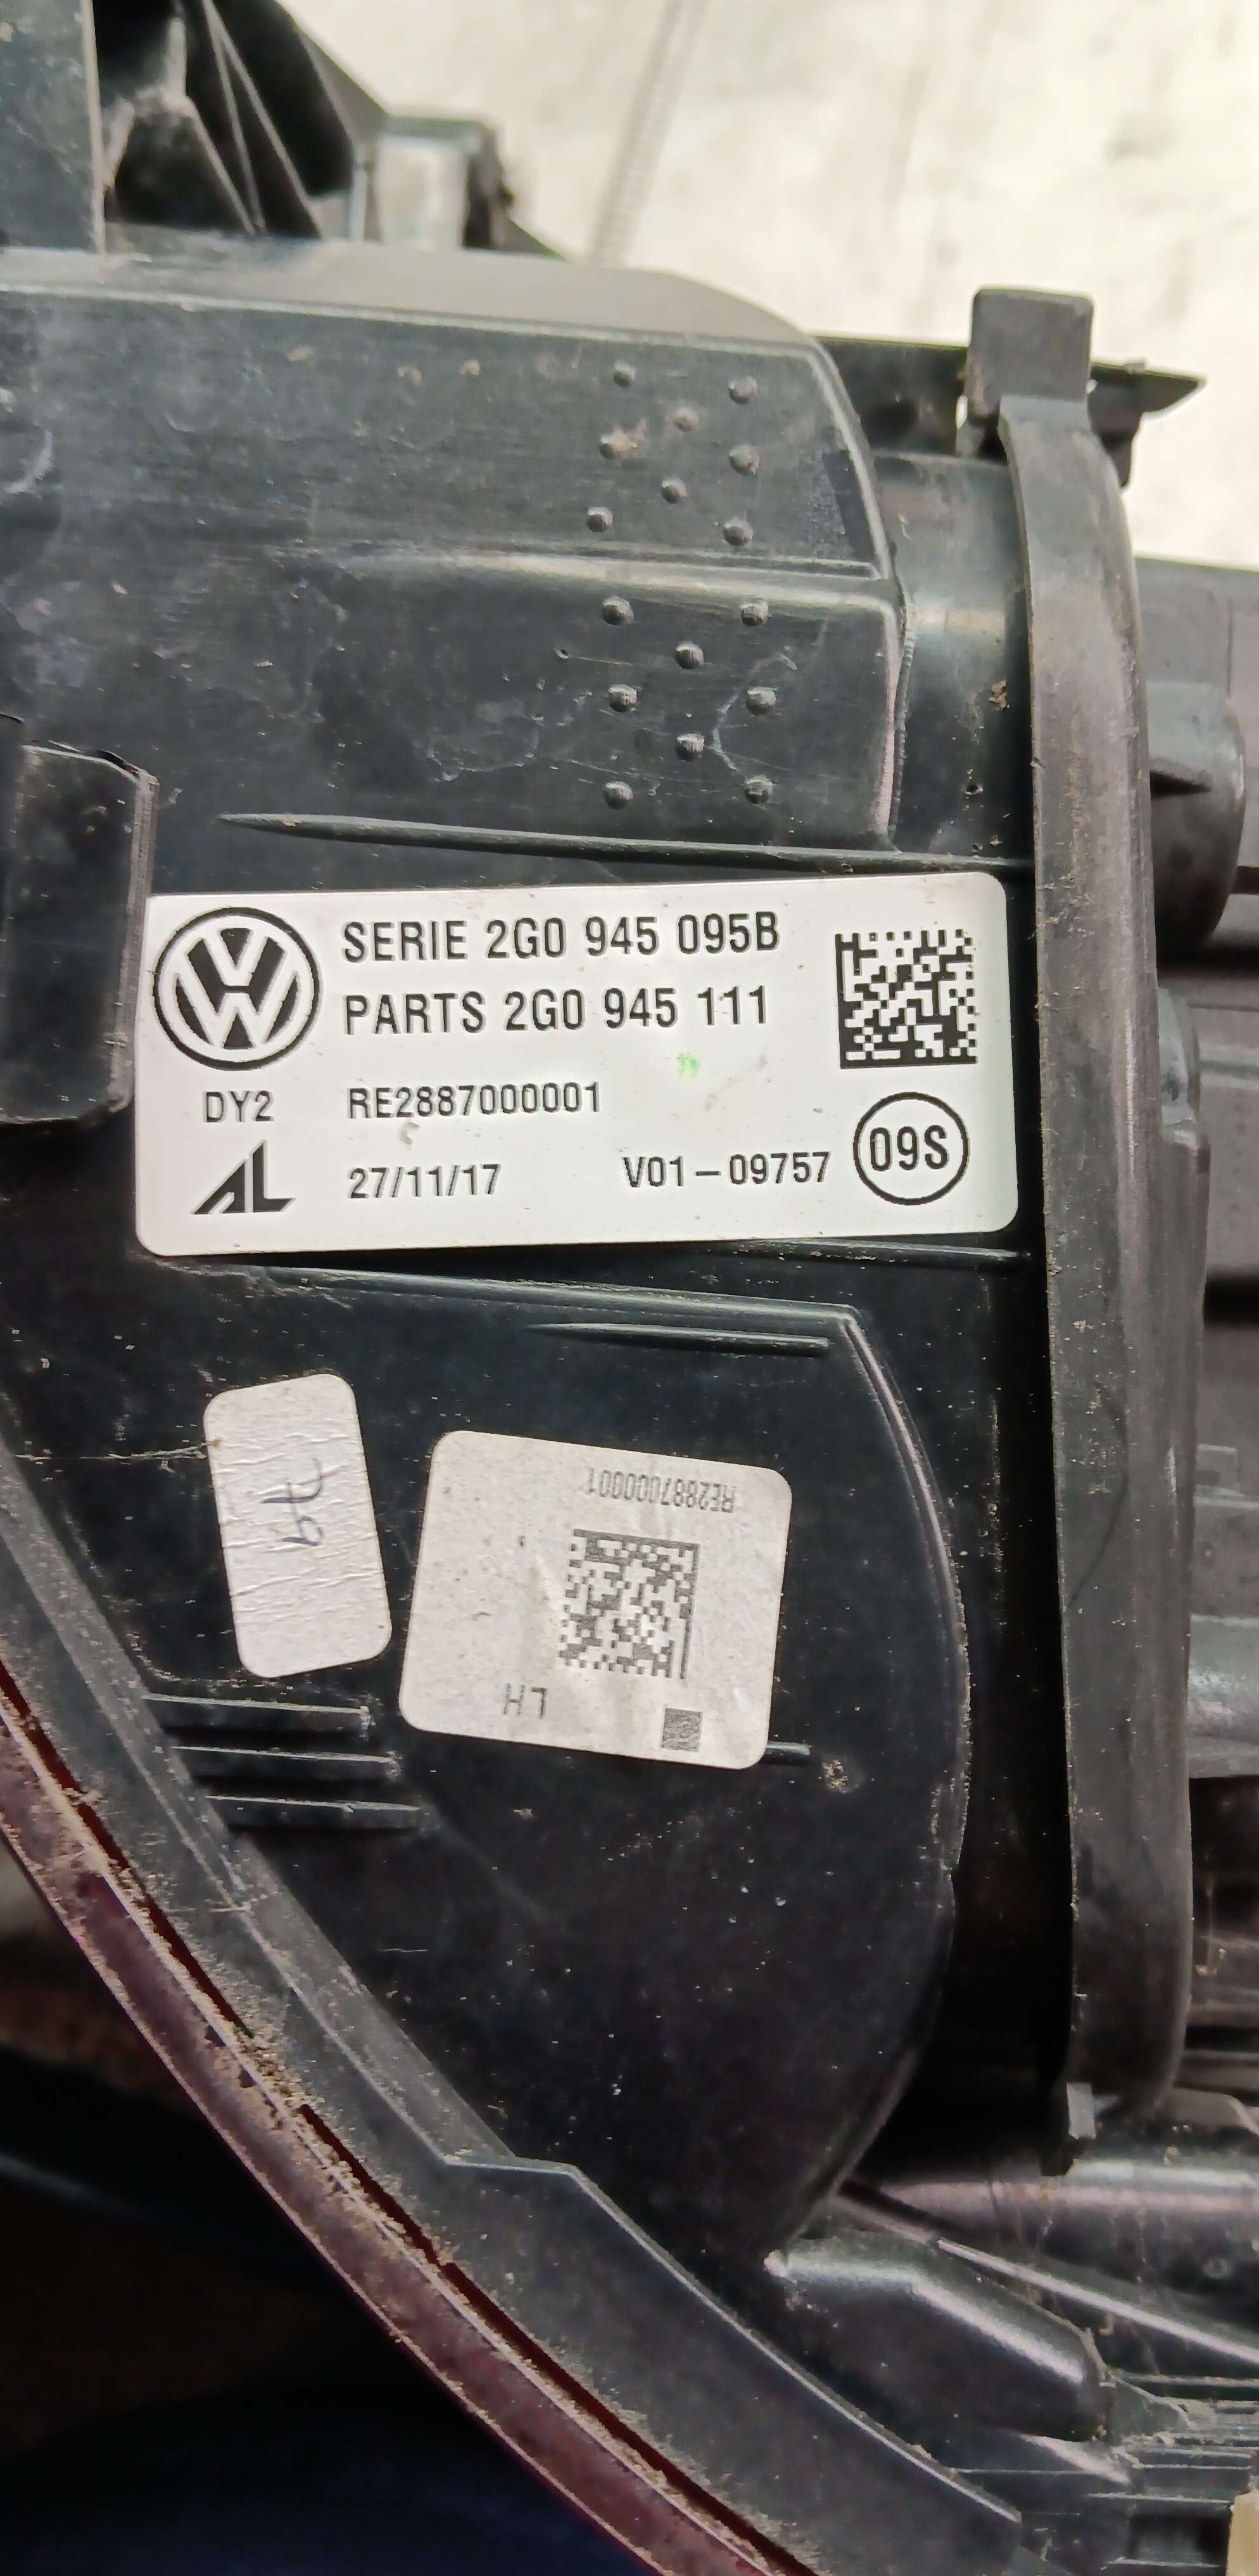 SERIE 2G0 945 095B
PARTS 2G0 945 111
DY2 RE2887000001
AL 27/11/17 V01-09757 09S
79
RE2887000001
LH